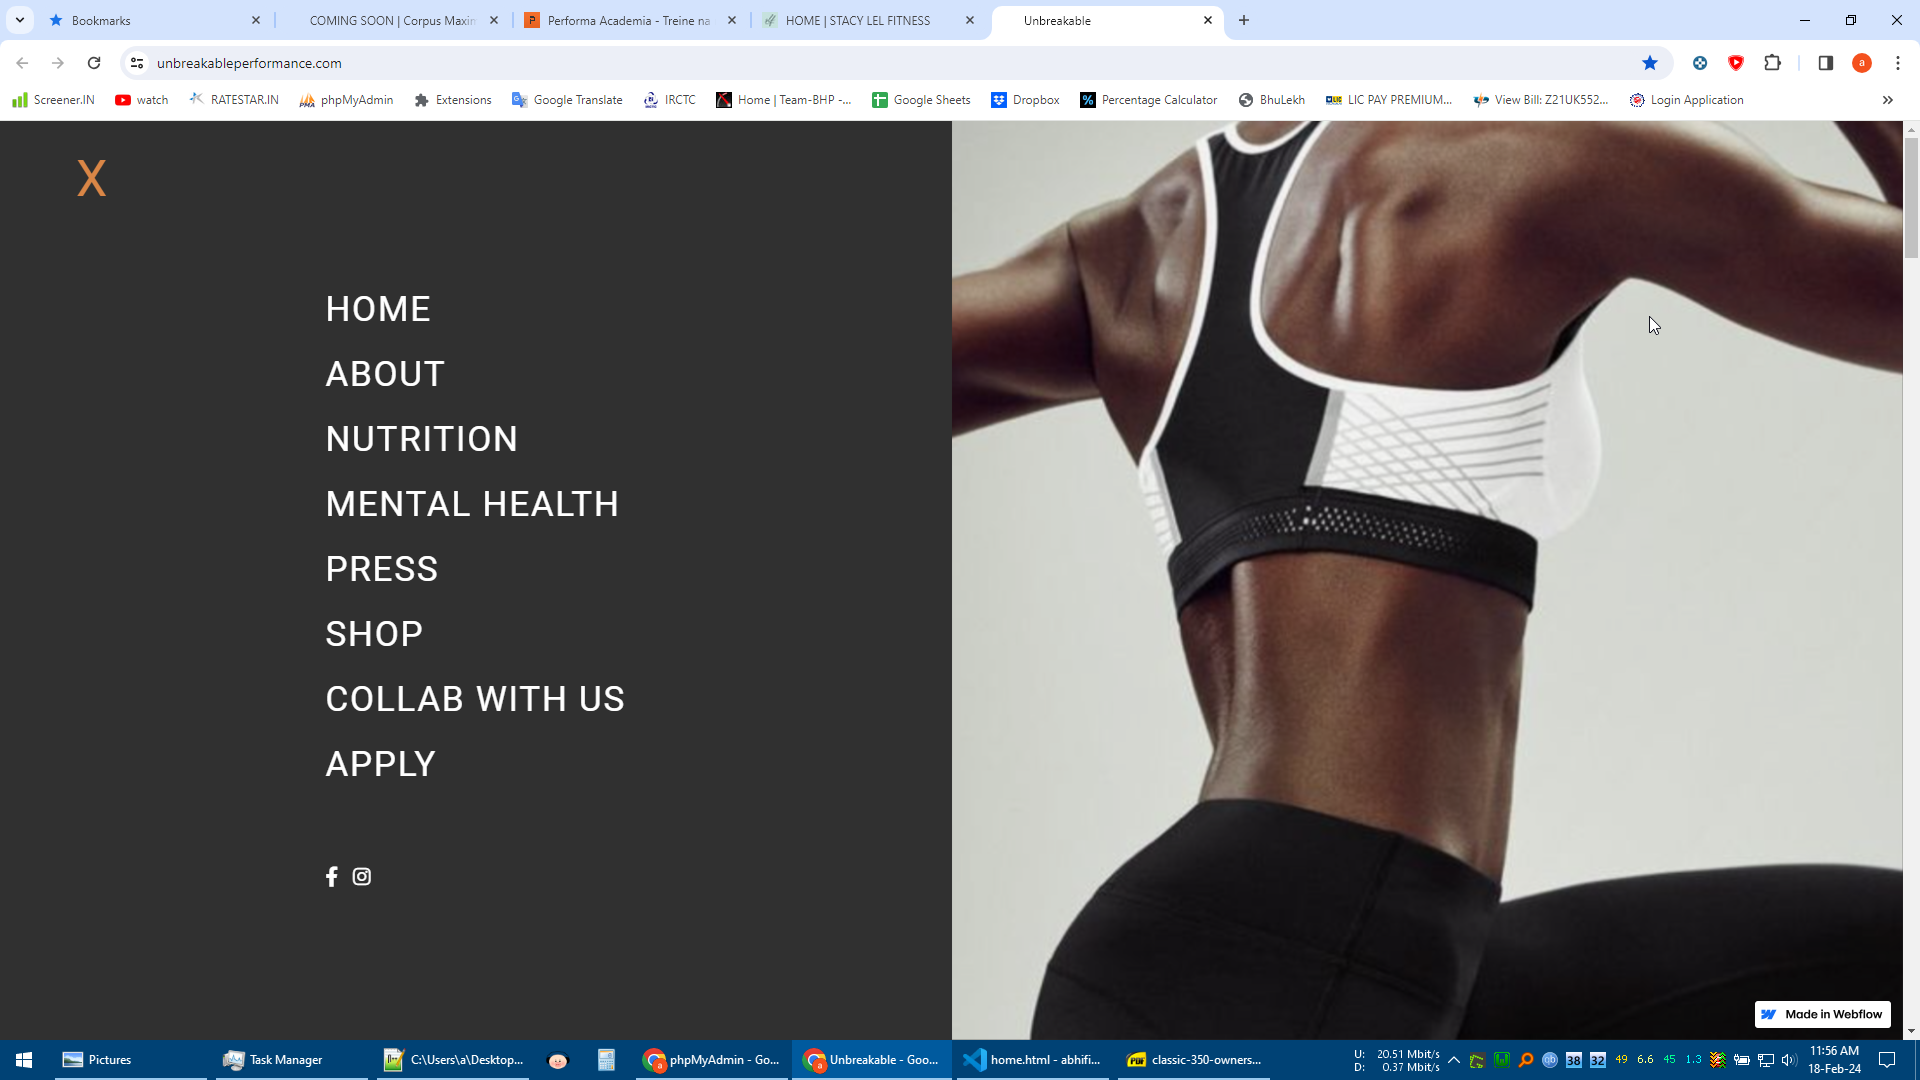 Bookmarks
COMING SOON | Corpus Maxim
Performa Academia - Treine na
HOME | STACY LEL FITNESS
Unbreakable
unbreakableperformance.com
a
Screener.IN
watch
RATESTAR.IN
phpMyAdmin
Extensions
Google Translate
IRCTC
Home | Team-BHP -...
Google Sheets
Dropbox
Percentage Calculator
BhuLekh
LIC PAY PREMIUM...
View Bill: Z21UK552...
Login Application
X
HOME
ABOUT
NUTRITION
MENTAL HEALTH
PRESS
SHOP
COLLAB WITH US
APPLY
Made in Webflow
Pictures
Task Manager
C:\Users\a\Desktop...
phpMyAdmin - Go...
Unbreakable - Goo...
home.html - abhifi...
classic-350-owners...
U: 20.51 Mbit/s
D: 0.37 Mbit/s
38
32
49
6.6
45
1.3
11:56 AM
18-Feb-24